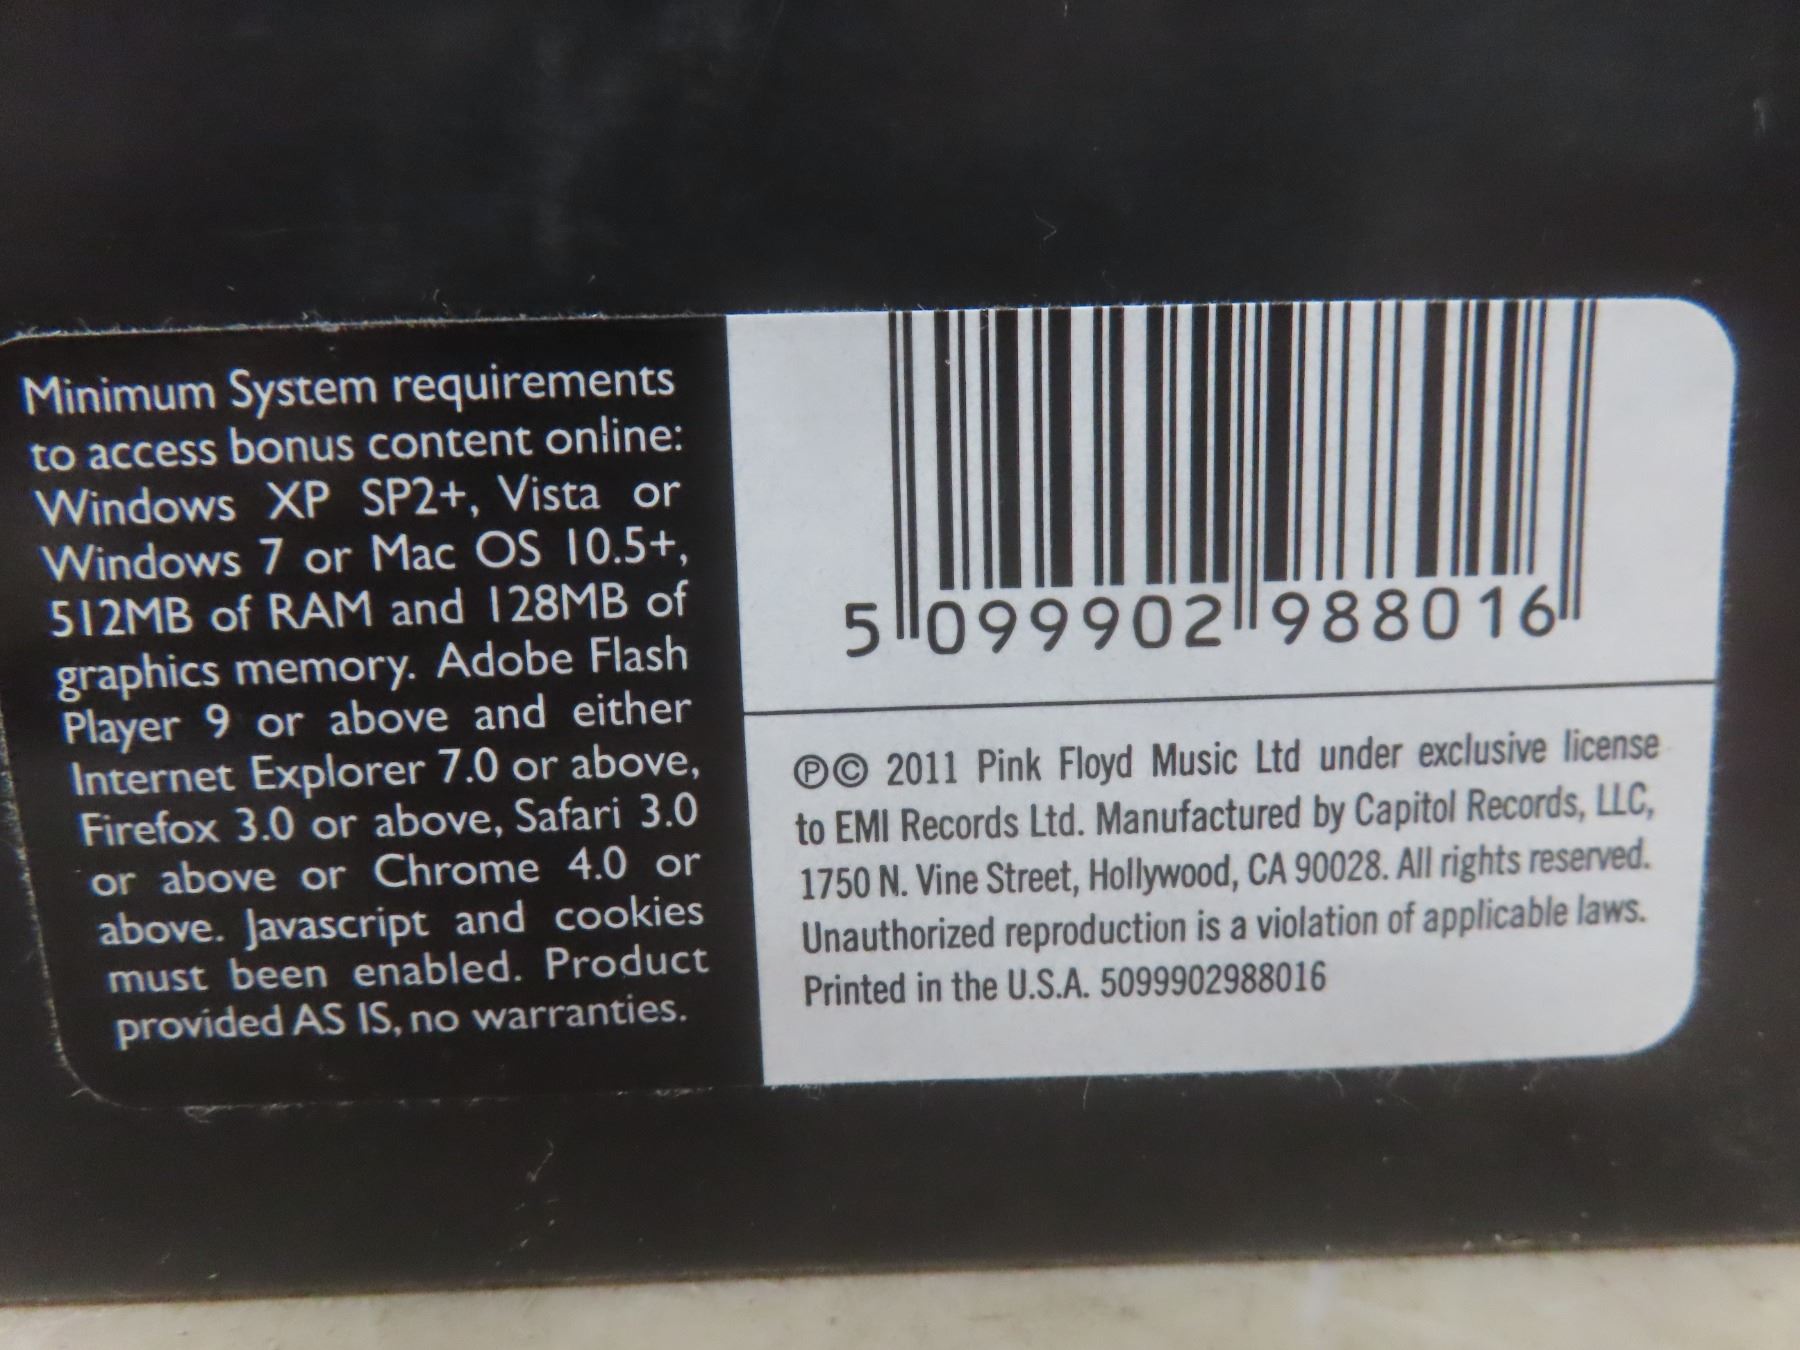 Minimum System requirements
to access bonus content online:
Windows XP SP2+, Vista or
Windows 7 or Mac OS 10.5+,
512MB of RAM and 128MB of
graphics memory. Adobe Flash
Player 9 or above and either
Internet Explorer 7.0 or above,
Firefox 3.0 or above, Safari 3.0
or above or Chrome 4.0 or
above. Javascript and cookies
must been enabled. Product
provided AS IS, no warranties.
5 099902 988016
℗© 2011 Pink Floyd Music Ltd under exclusive license
to EMI Records Ltd. Manufactured by Capitol Records, LLC,
1750 N. Vine Street, Hollywood, CA 90028. All rights reserved.
Unauthorized reproduction is a violation of applicable laws.
Printed in the U.S.A. 5099902988016